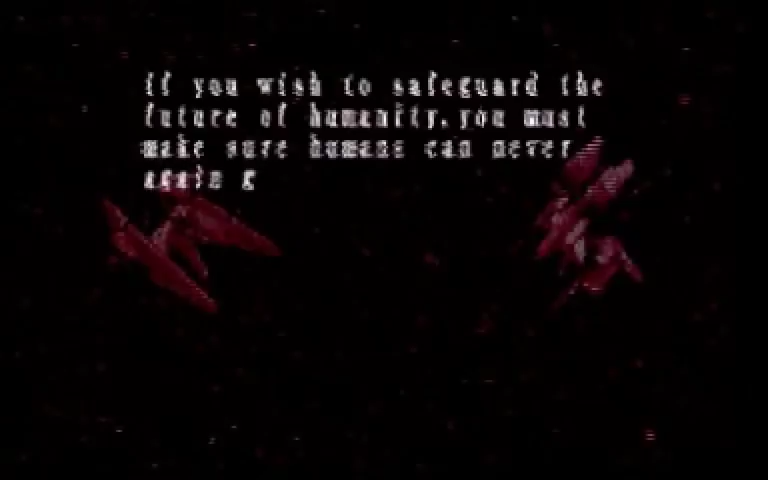 if you wish to safeguard the
future of humanity. you must
make sure humans can never
again g